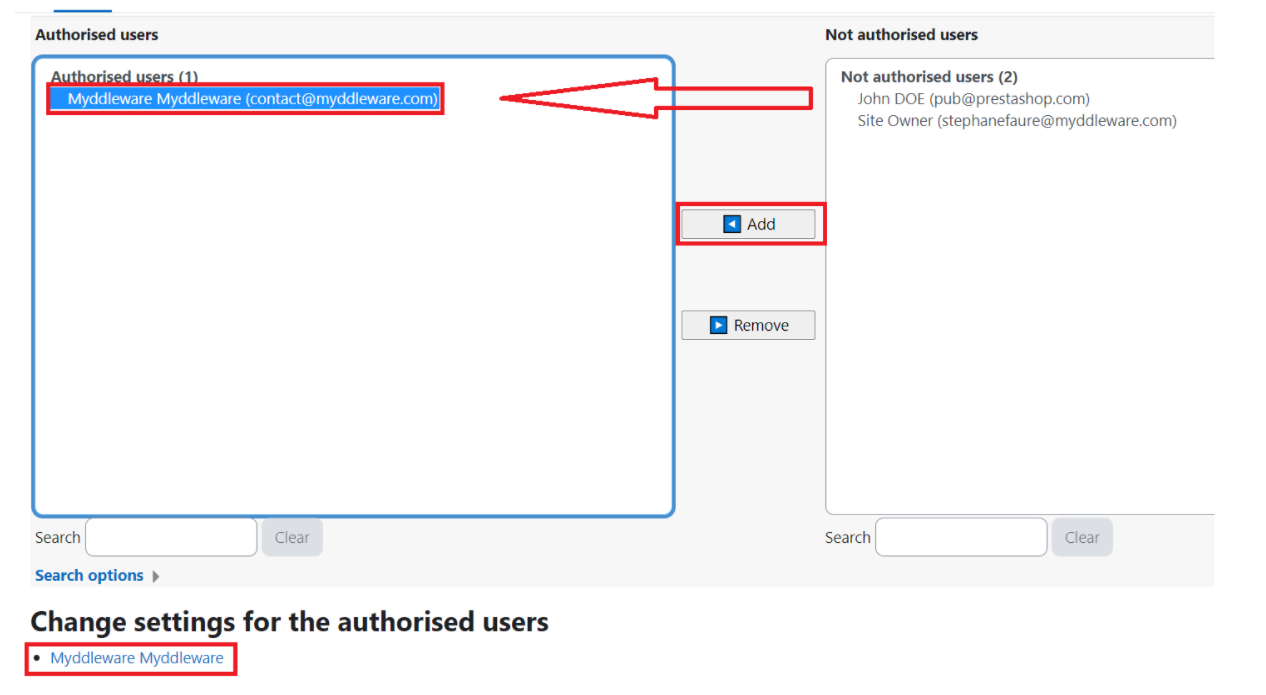 Authorised users
Authorised users (1)
Myddleware Myddleware (contact@myddleware.com)
Add
Remove
Not authorised users
Not authorised users (2)
John DOE (pub@prestashop.com)
Site Owner (stephanefaure@myddleware.com)
Search
Clear
Search
Clear
Search options
Change settings for the authorised users
Myddleware Myddleware